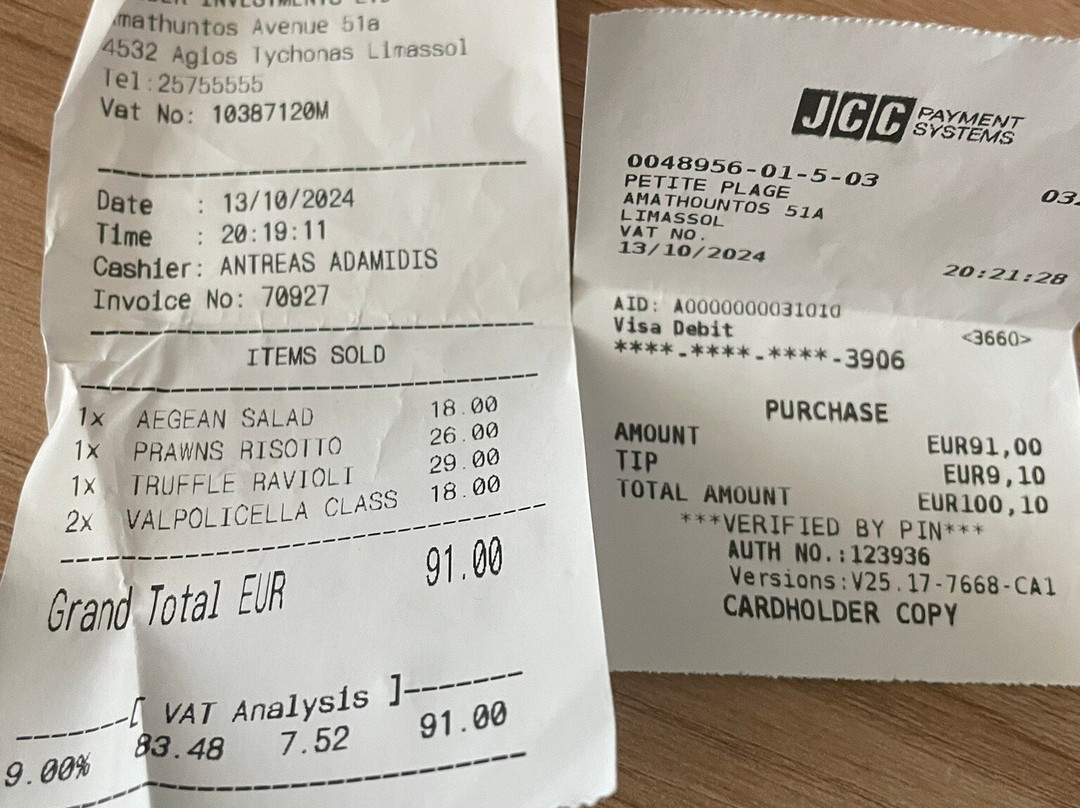 INVESTMENTS
Amathuntos Avenue 51a
4532 Agios Tychonas Limassol
Tel:25755555
Vat No: 10387120M
Date : 13/10/2024
Time : 20:19:11
Cashier: ANTREAS ADAMIDIS
Invoice No: 70927
ITEMS SOLD
1x AEGEAN SALAD 18.00
1x PRAWNS RISOTTO 26.00
1x TRUFFLE RAVIOLI 29.00
2x VALPOLICELLA CLASS 18.00
Grand Total EUR 91.00
[ VAT Analysis ]
9.00% 83.48 7.52 91.00
JCC PAYMENT SYSTEMS
0048956-01-5-03
PETITE PLAGE
AMATHOUNTOS 51A
LIMASSOL
VAT NO.
13/10/2024 20:21:28
AID: A0000000031010
Visa Debit <3660>
****-****-****-3906
PURCHASE
AMOUNT EUR91,00
TIP EUR9,10
TOTAL AMOUNT EUR100,10
***VERIFIED BY PIN***
AUTH NO.:123936
Versions:V25.17-7668-CA1
CARDHOLDER COPY